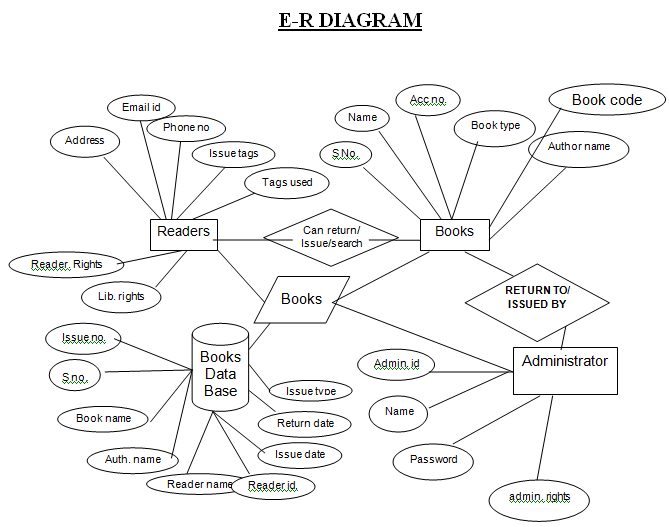 E-R DIAGRAM
Email id
Acc no.
Book code
Phone no
Name
Book type
Address
Issue tags
S.No.
Author name
Tags used
Readers
Can return/
Issue/search
Books
Reader. Rights
Lib. rights
Books
RETURN TO/
ISSUED BY
Issue no.
Books
Data
Base
Administrator
Admin. id
S.no.
Issue type
Name
Book name
Return date
Auth. name
Issue date
Password
Reader name
Reader id.
admin. rights